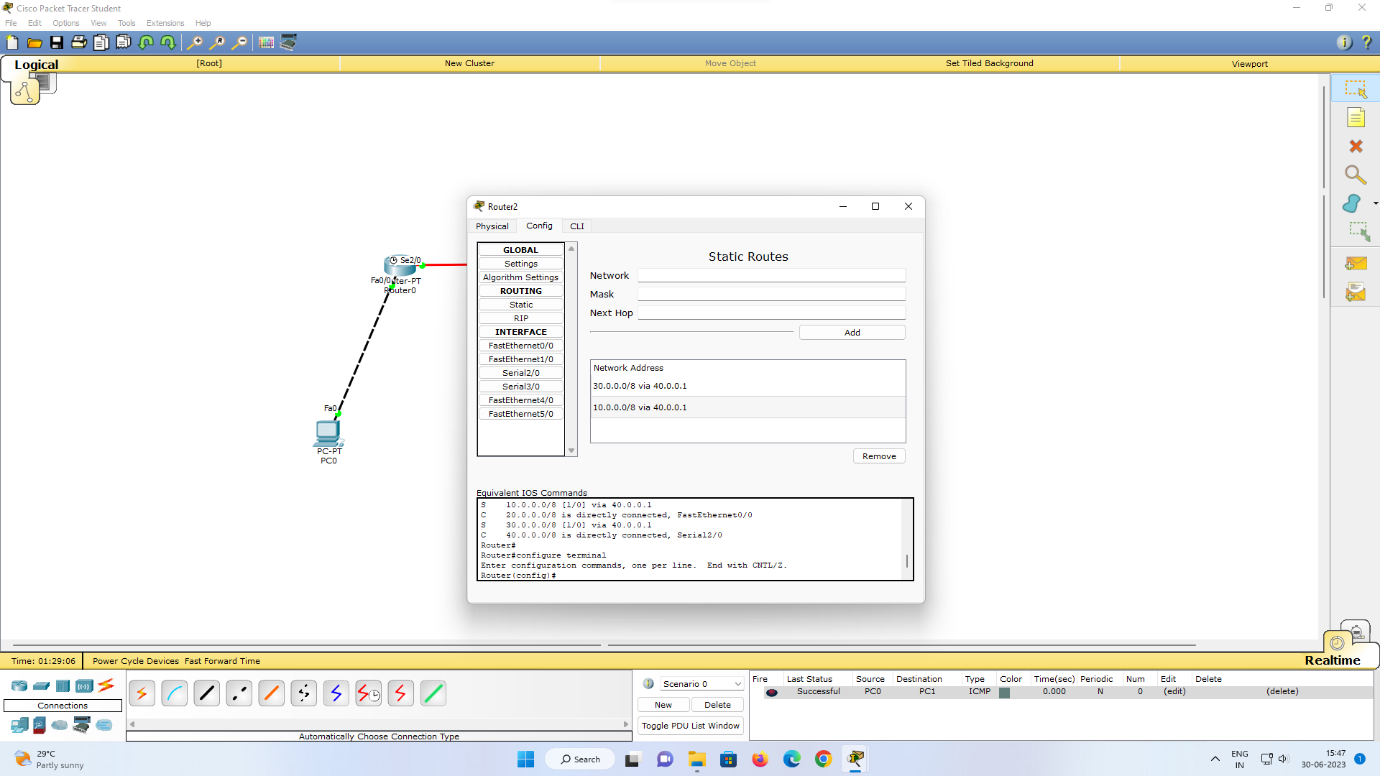 Cisco Packet Tracer Student
File Edit Options View Tools Extensions Help
Logical [Root] New Cluster Move Object Set Tiled Background Viewport
Router2
Physical Config CLI
GLOBAL
Settings
Algorithm Settings
ROUTING
Static
RIP
INTERFACE
FastEthernet0/0
FastEthernet1/0
Serial2/0
Serial3/0
FastEthernet4/0
FastEthernet5/0
Static Routes
Network
Mask
Next Hop
Add
Network Address
30.0.0.0/8 via 40.0.0.1
10.0.0.0/8 via 40.0.0.1
Remove
Equivalent IOS Commands
S 10.0.0.0/8 [1/0] via 40.0.0.1
C 20.0.0.0/8 is directly connected, FastEthernet0/0
S 30.0.0.0/8 [1/0] via 40.0.0.1
C 40.0.0.0/8 is directly connected, Serial2/0
Router#
Router#configure terminal
Enter configuration commands, one per line. End with CNTL/Z.
Router(config)#
Se2/0
Fa0/0
Router0
Fa0
PC-PT
PC0
Realtime
Time: 01:29:06 Power Cycle Devices Fast Forward Time
Connections
Automatically Choose Connection Type
Scenario 0
New Delete
Toggle PDU List Window
Fire Last Status Source Destination Type Color Time(sec) Periodic Num Edit Delete
Successful PC0 PC1 ICMP 0.000 N 0 (edit) (delete)
29°C
Partly sunny
Search
ENG
IN
15:47
30-06-2023
1